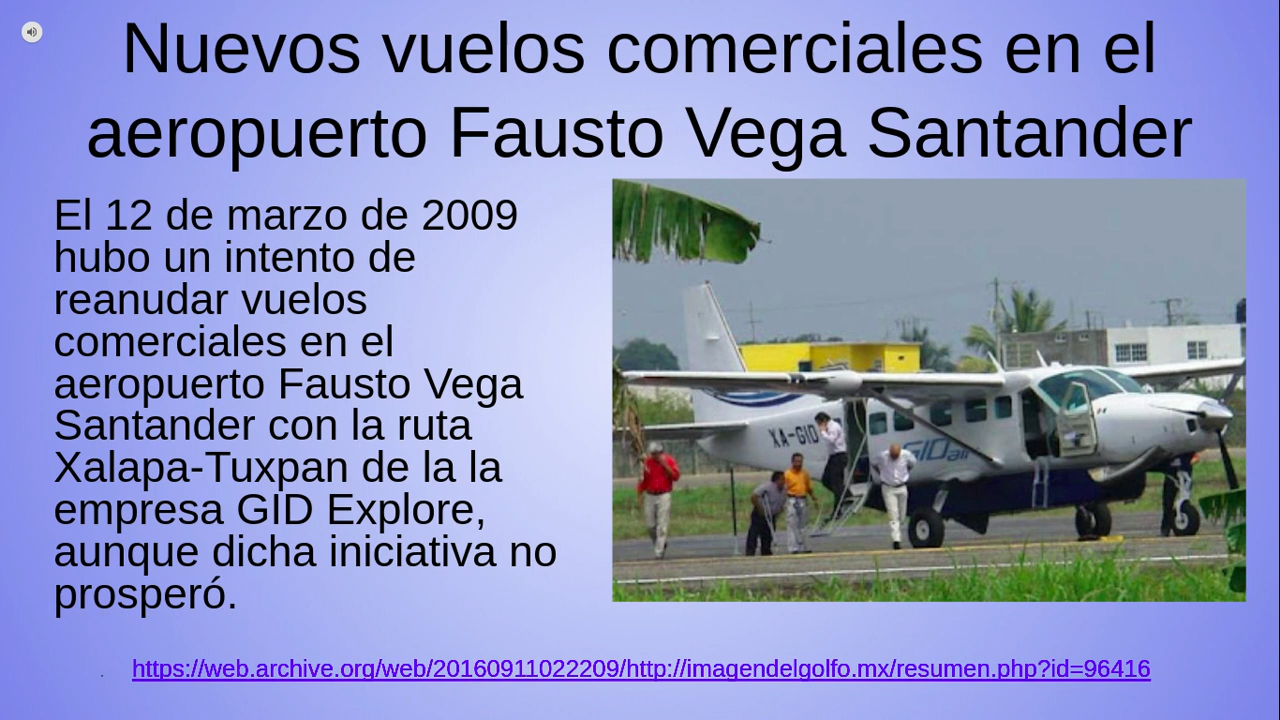 Nuevos vuelos comerciales en el
aeropuerto Fausto Vega Santander
El 12 de marzo de 2009
hubo un intento de
reanudar vuelos
comerciales en el
aeropuerto Fausto Vega
Santander con la ruta
Xalapa-Tuxpan de la la
empresa GID Explore,
aunque dicha iniciativa no
prosperó.
XA-GID
GIDair
. https://web.archive.org/web/20160911022209/http://imagendelgolfo.mx/resumen.php?id=96416